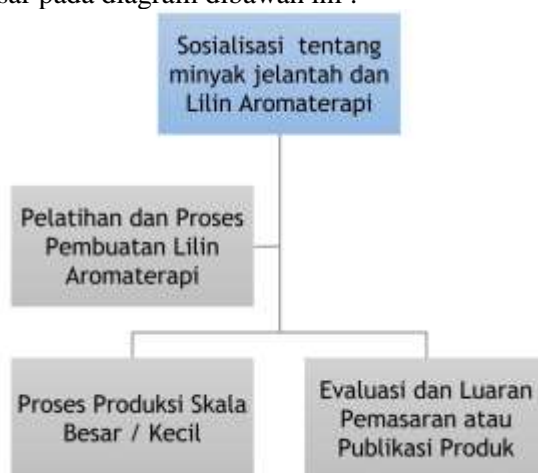 sar pada diagram dibawah ini :
Sosialisasi tentang
minyak jelantah dan
Lilin Aromaterapi
Pelatihan dan Proses
Pembuatan Lilin
Aromaterapi
Proses Produksi Skala
Besar / Kecil
Evaluasi dan Luaran
Pemasaran atau
Publikasi Produk